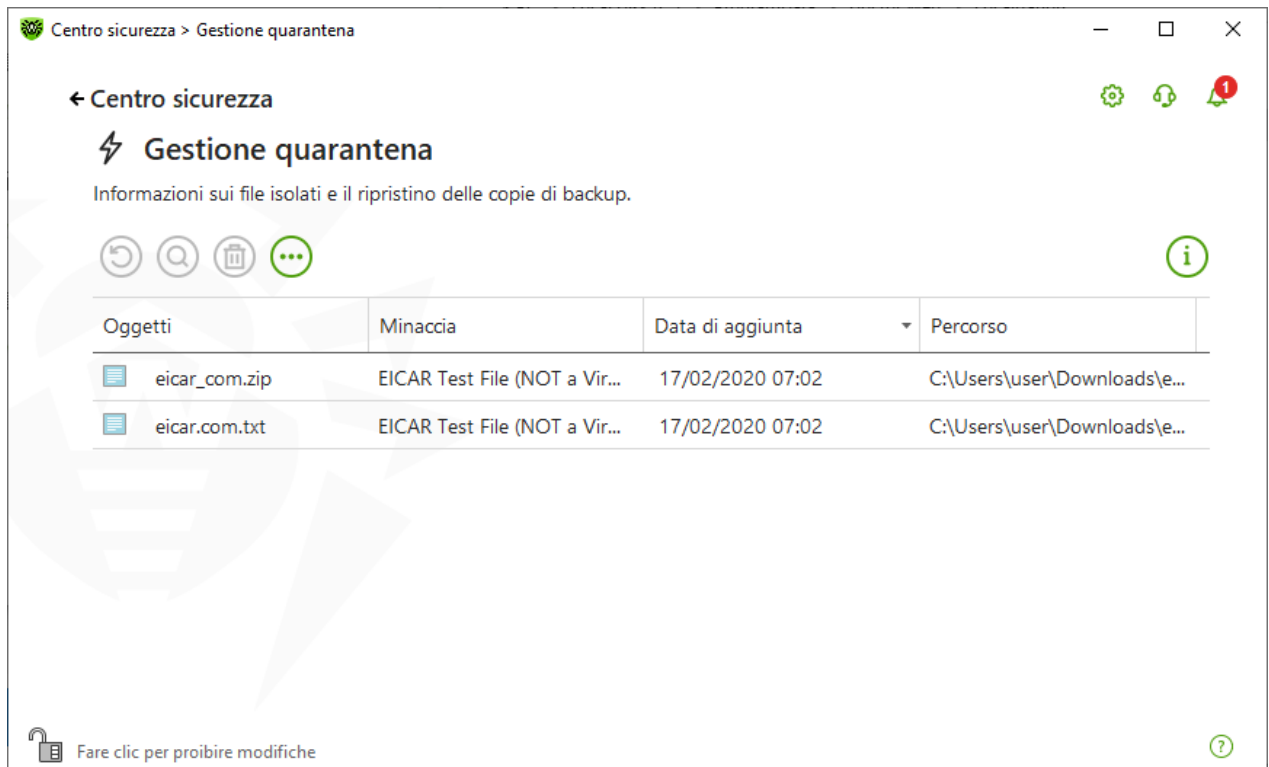 Centro sicurezza > Gestione quarantena
Centro sicurezza
1
Gestione quarantena
Informazioni sui file isolati e il ripristino delle copie di backup.
i
Oggetti Minaccia Data di aggiunta Percorso
eicar_com.zip EICAR Test File (NOT a Vir... 17/02/2020 07:02 C:\Users\user\Downloads\e...
eicar.com.txt EICAR Test File (NOT a Vir... 17/02/2020 07:02 C:\Users\user\Downloads\e...
Fare clic per proibire modifiche
?